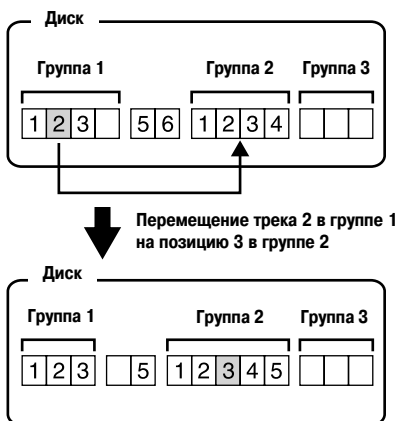 Диск
Группа 1 Группа 2 Группа 3
1 2 3 5 6 1 2 3 4
Перемещение трека 2 в группе 1
на позицию 3 в группе 2
Диск
Группа 1 Группа 2 Группа 3
1 2 3 5 1 2 3 4 5